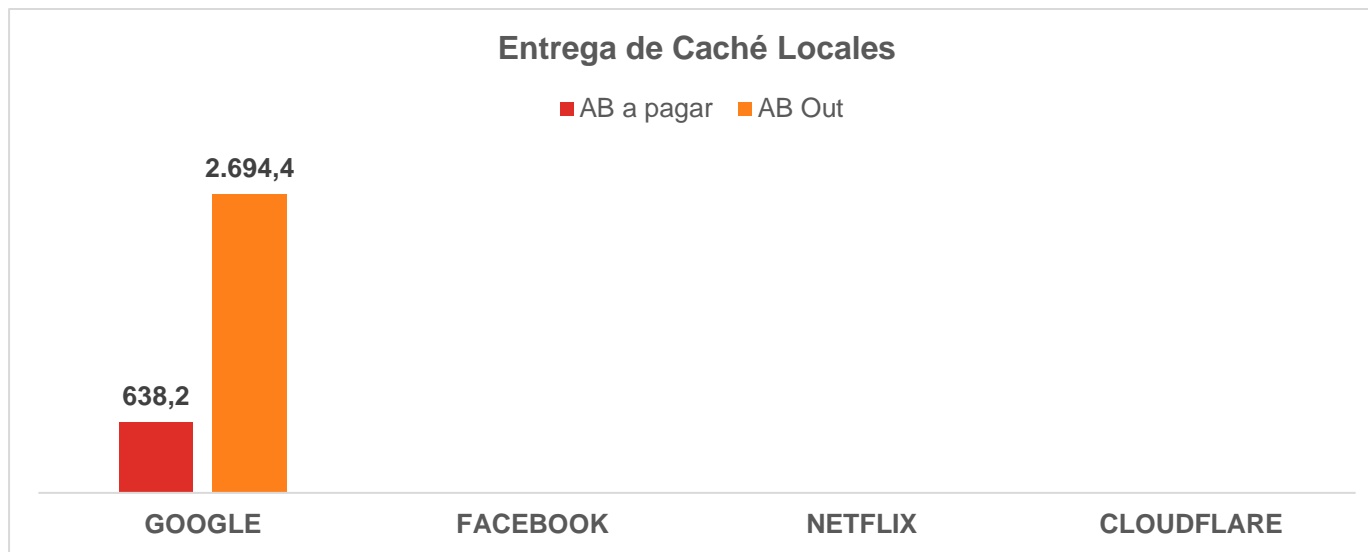 Entrega de Caché Locales
AB a pagar AB Out
2.694,4
638,2
GOOGLE FACEBOOK NETFLIX CLOUDFLARE